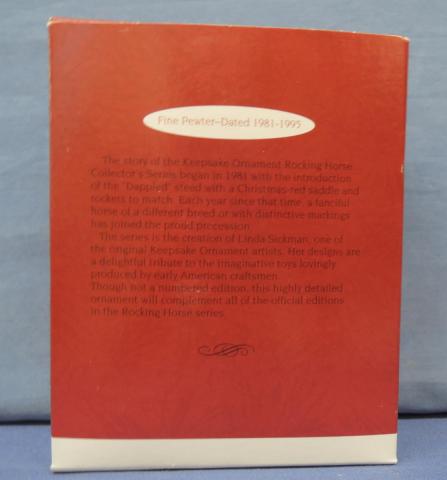 Fine Pewter–Dated 1981-1995
The story of the Keepsake Ornament Rocking Horse
Collector's Series began in 1981 with the introduction
of the "Dappled" steed with a Christmas-red saddle and
rockers to match. Each year since that time, a fanciful
horse of a different breed or with distinctive markings
has joined the proud procession.
The series is the creation of Linda Sickman, one of
the original Keepsake Ornament artists. Her designs are
a delightful tribute to the imaginative toys lovingly
produced by early American craftsmen.
Though not a numbered edition, this highly detailed
ornament will complement all of the official editions
in the Rocking Horse series.